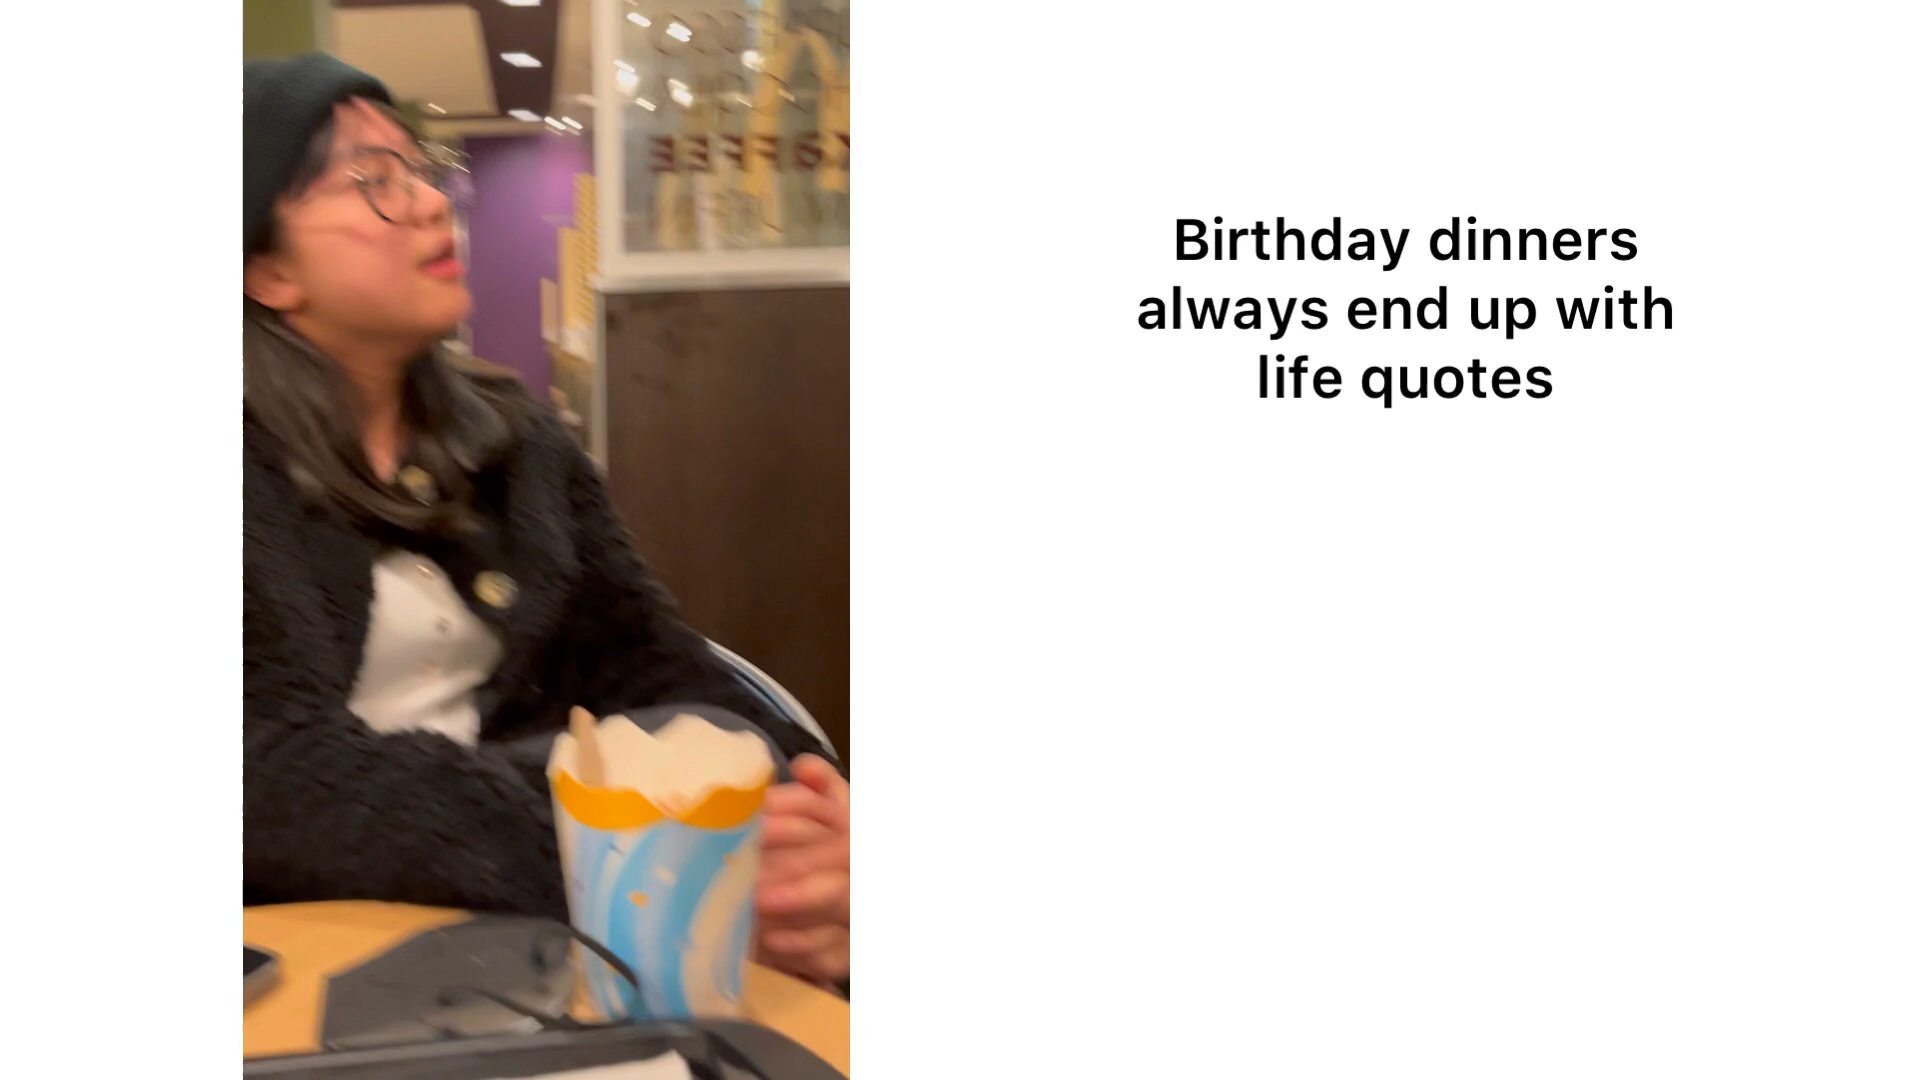 Birthday dinners
always end up with
life quotes